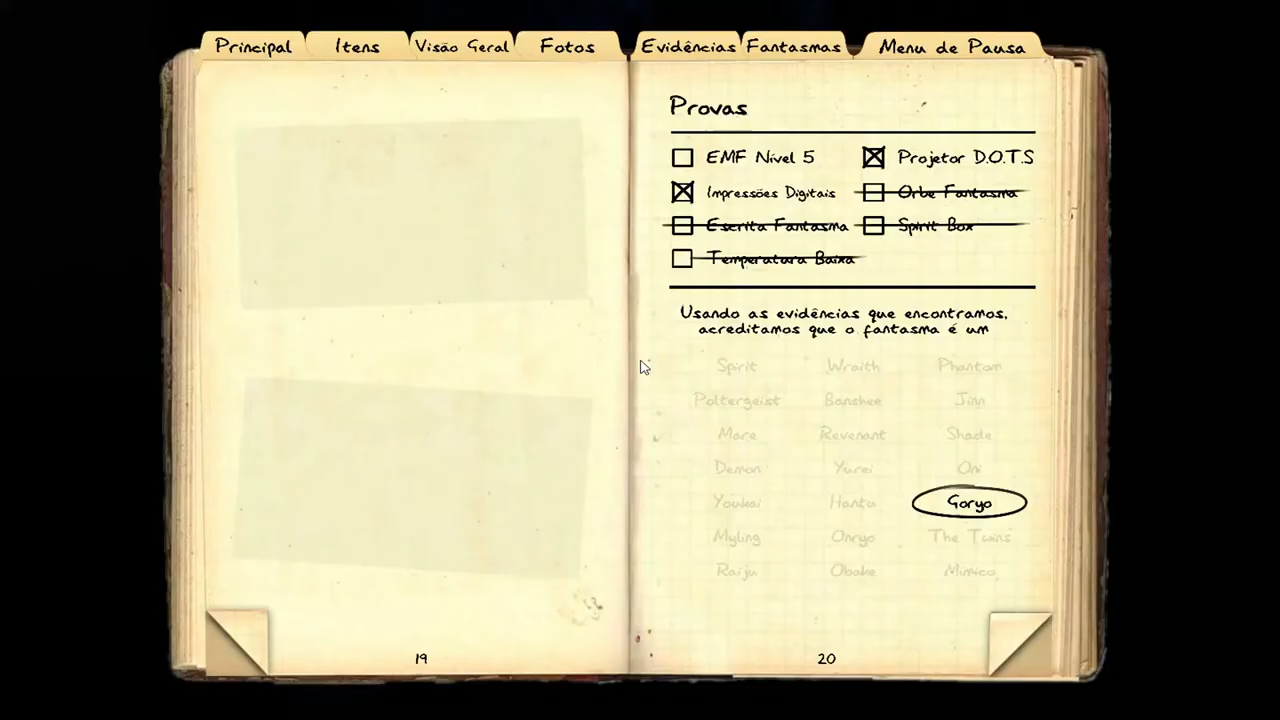 Principal Itens Visão Geral Fotos Evidências Fantasmas Menu de Pausa
Provas
EMF Nível 5 Projetor D.O.T.S
Impressões Digitais Orbe Fantasma
Escrita Fantasma Spirit Box
Temperatura Baixa
Usando as evidências que encontramos,
acreditamos que o fantasma é um
Spirit Wraith Phantom
Poltergeist Banshee Jinn
Mare Revenant Shade
Demon Yurei Oni
Youkai Hantu Goryo
Myling Onryo The Twins
Raiju Obake Mimico
19 20